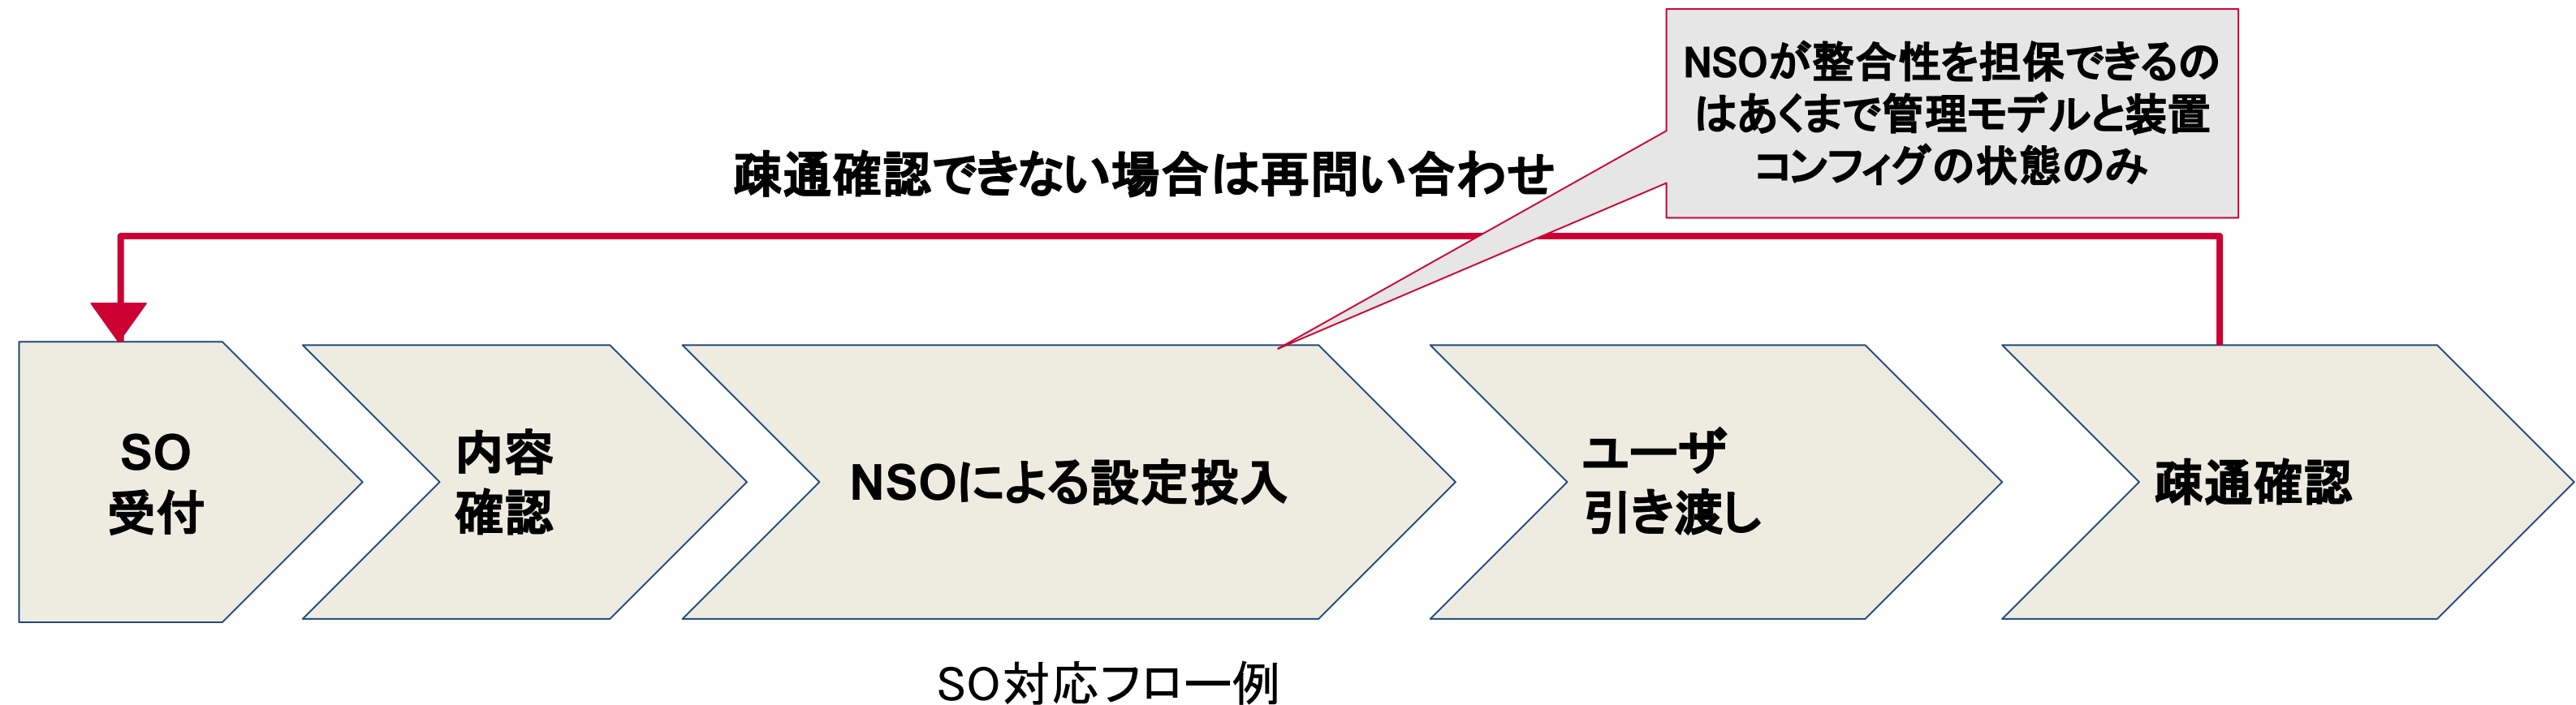 NSOが整合性を担保できるの
はあくまで管理モデルと装置
コンフィグの状態のみ
疎通確認できない場合は再問い合わせ
SO
受付
内容
確認
NSOによる設定投入
ユーザ
引き渡し
疎通確認
SO対応フロー例